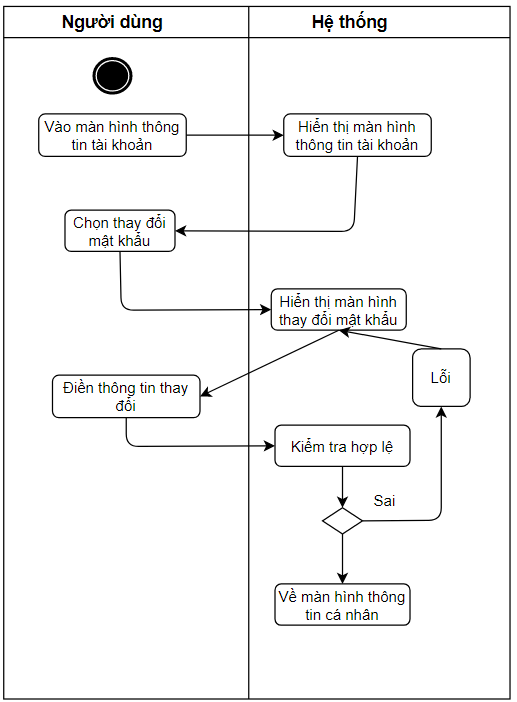 Người dùng
Hệ thống
Vào màn hình thông
tin tài khoản
Hiển thị màn hình
thông tin tài khoản
Chọn thay đổi
mật khẩu
Hiển thị màn hình
thay đổi mật khẩu
Lỗi
Điền thông tin thay
đổi
Kiểm tra hợp lệ
Sai
Về màn hình thông
tin cá nhân